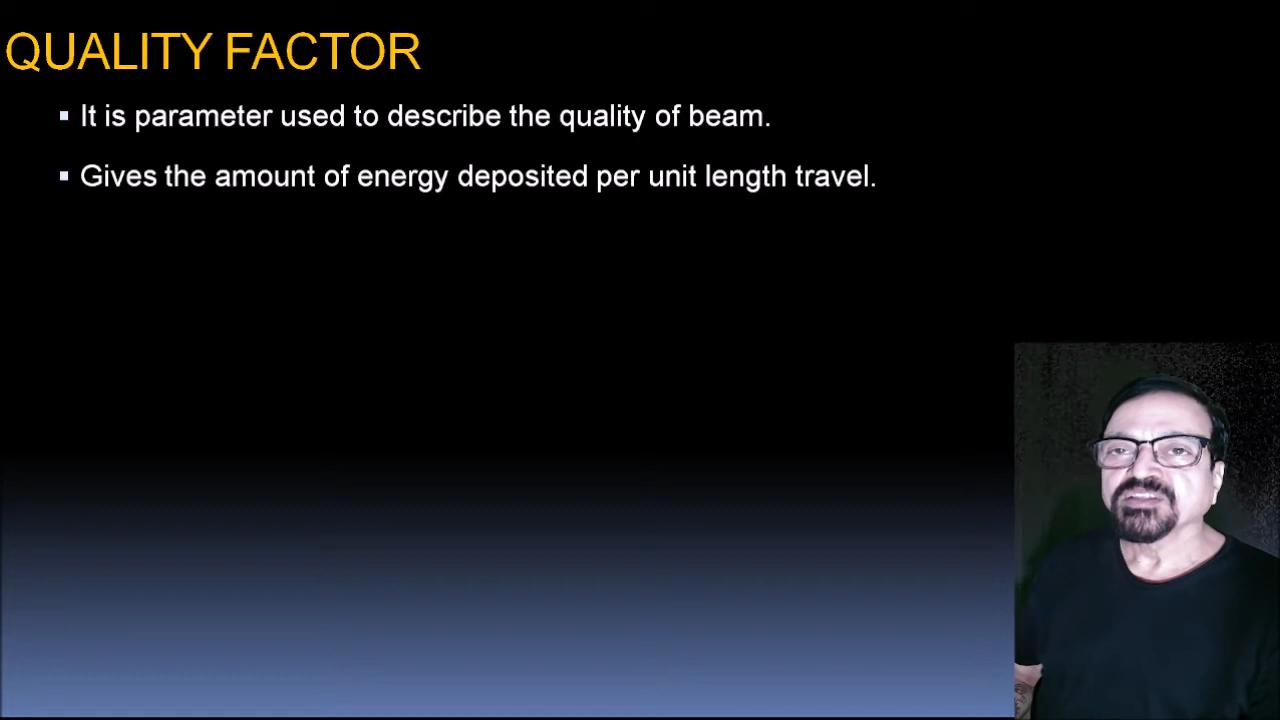 QUALITY FACTOR
It is parameter used to describe the quality of beam.
Gives the amount of energy deposited per unit length travel.